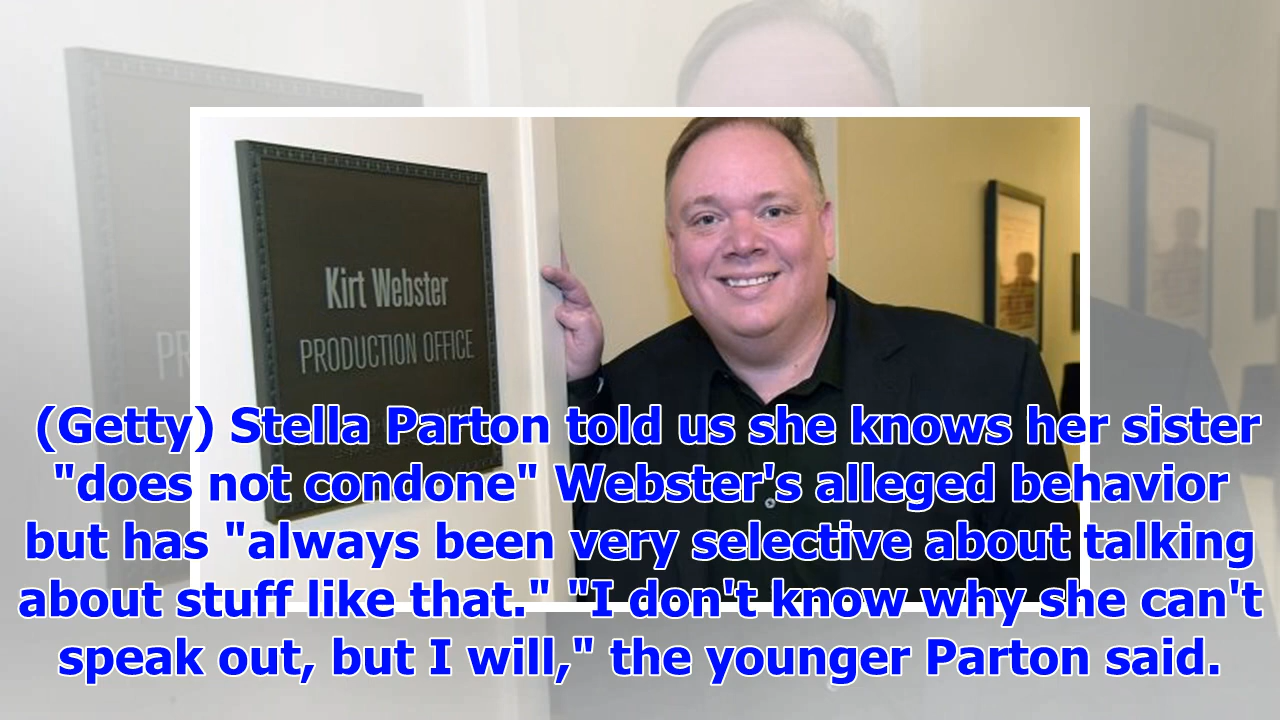 Kirt Webster
PRODUCTION OFFICE
PR
(Getty) Stella Parton told us she knows her sister
"does not condone" Webster's alleged behavior
but has "always been very selective about talking
about stuff like that." "I don't know why she can't
speak out, but I will," the younger Parton said.